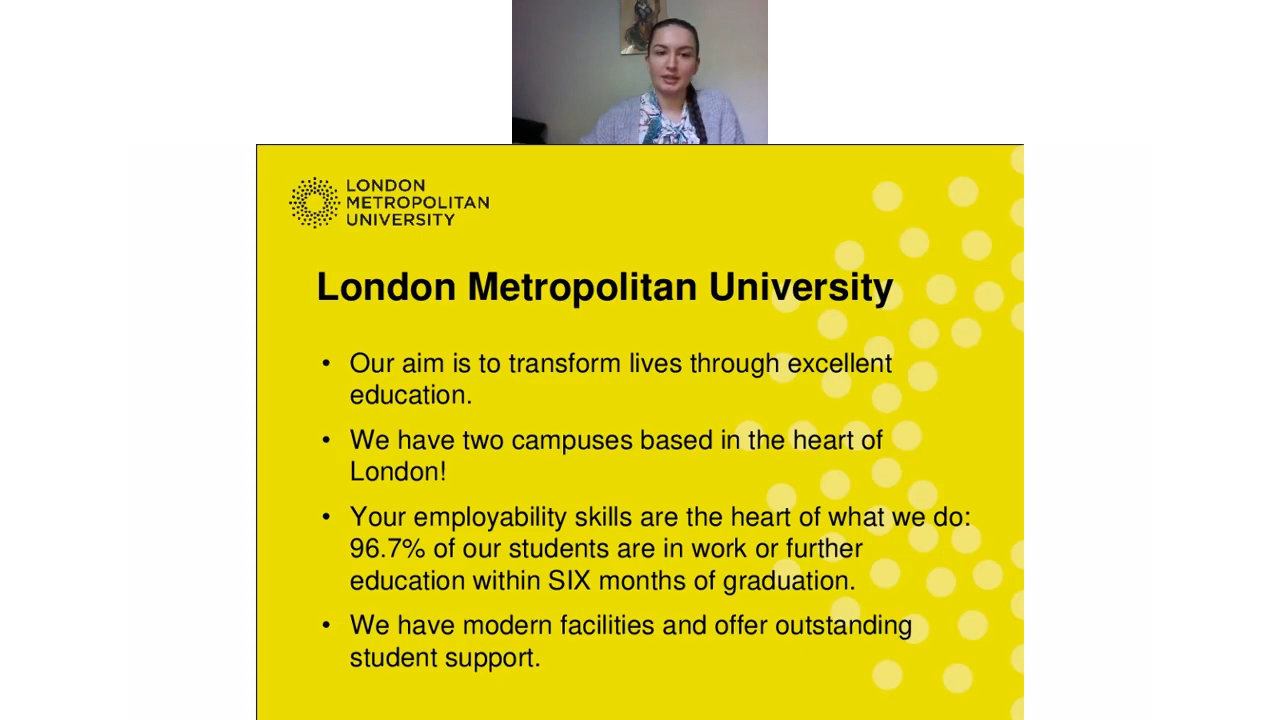 LONDON
METROPOLITAN
UNIVERSITY
London Metropolitan University
• Our aim is to transform lives through excellent
education.
• We have two campuses based in the heart of
London!
• Your employability skills are the heart of what we do:
96.7% of our students are in work or further
education within SIX months of graduation.
• We have modern facilities and offer outstanding
student support.